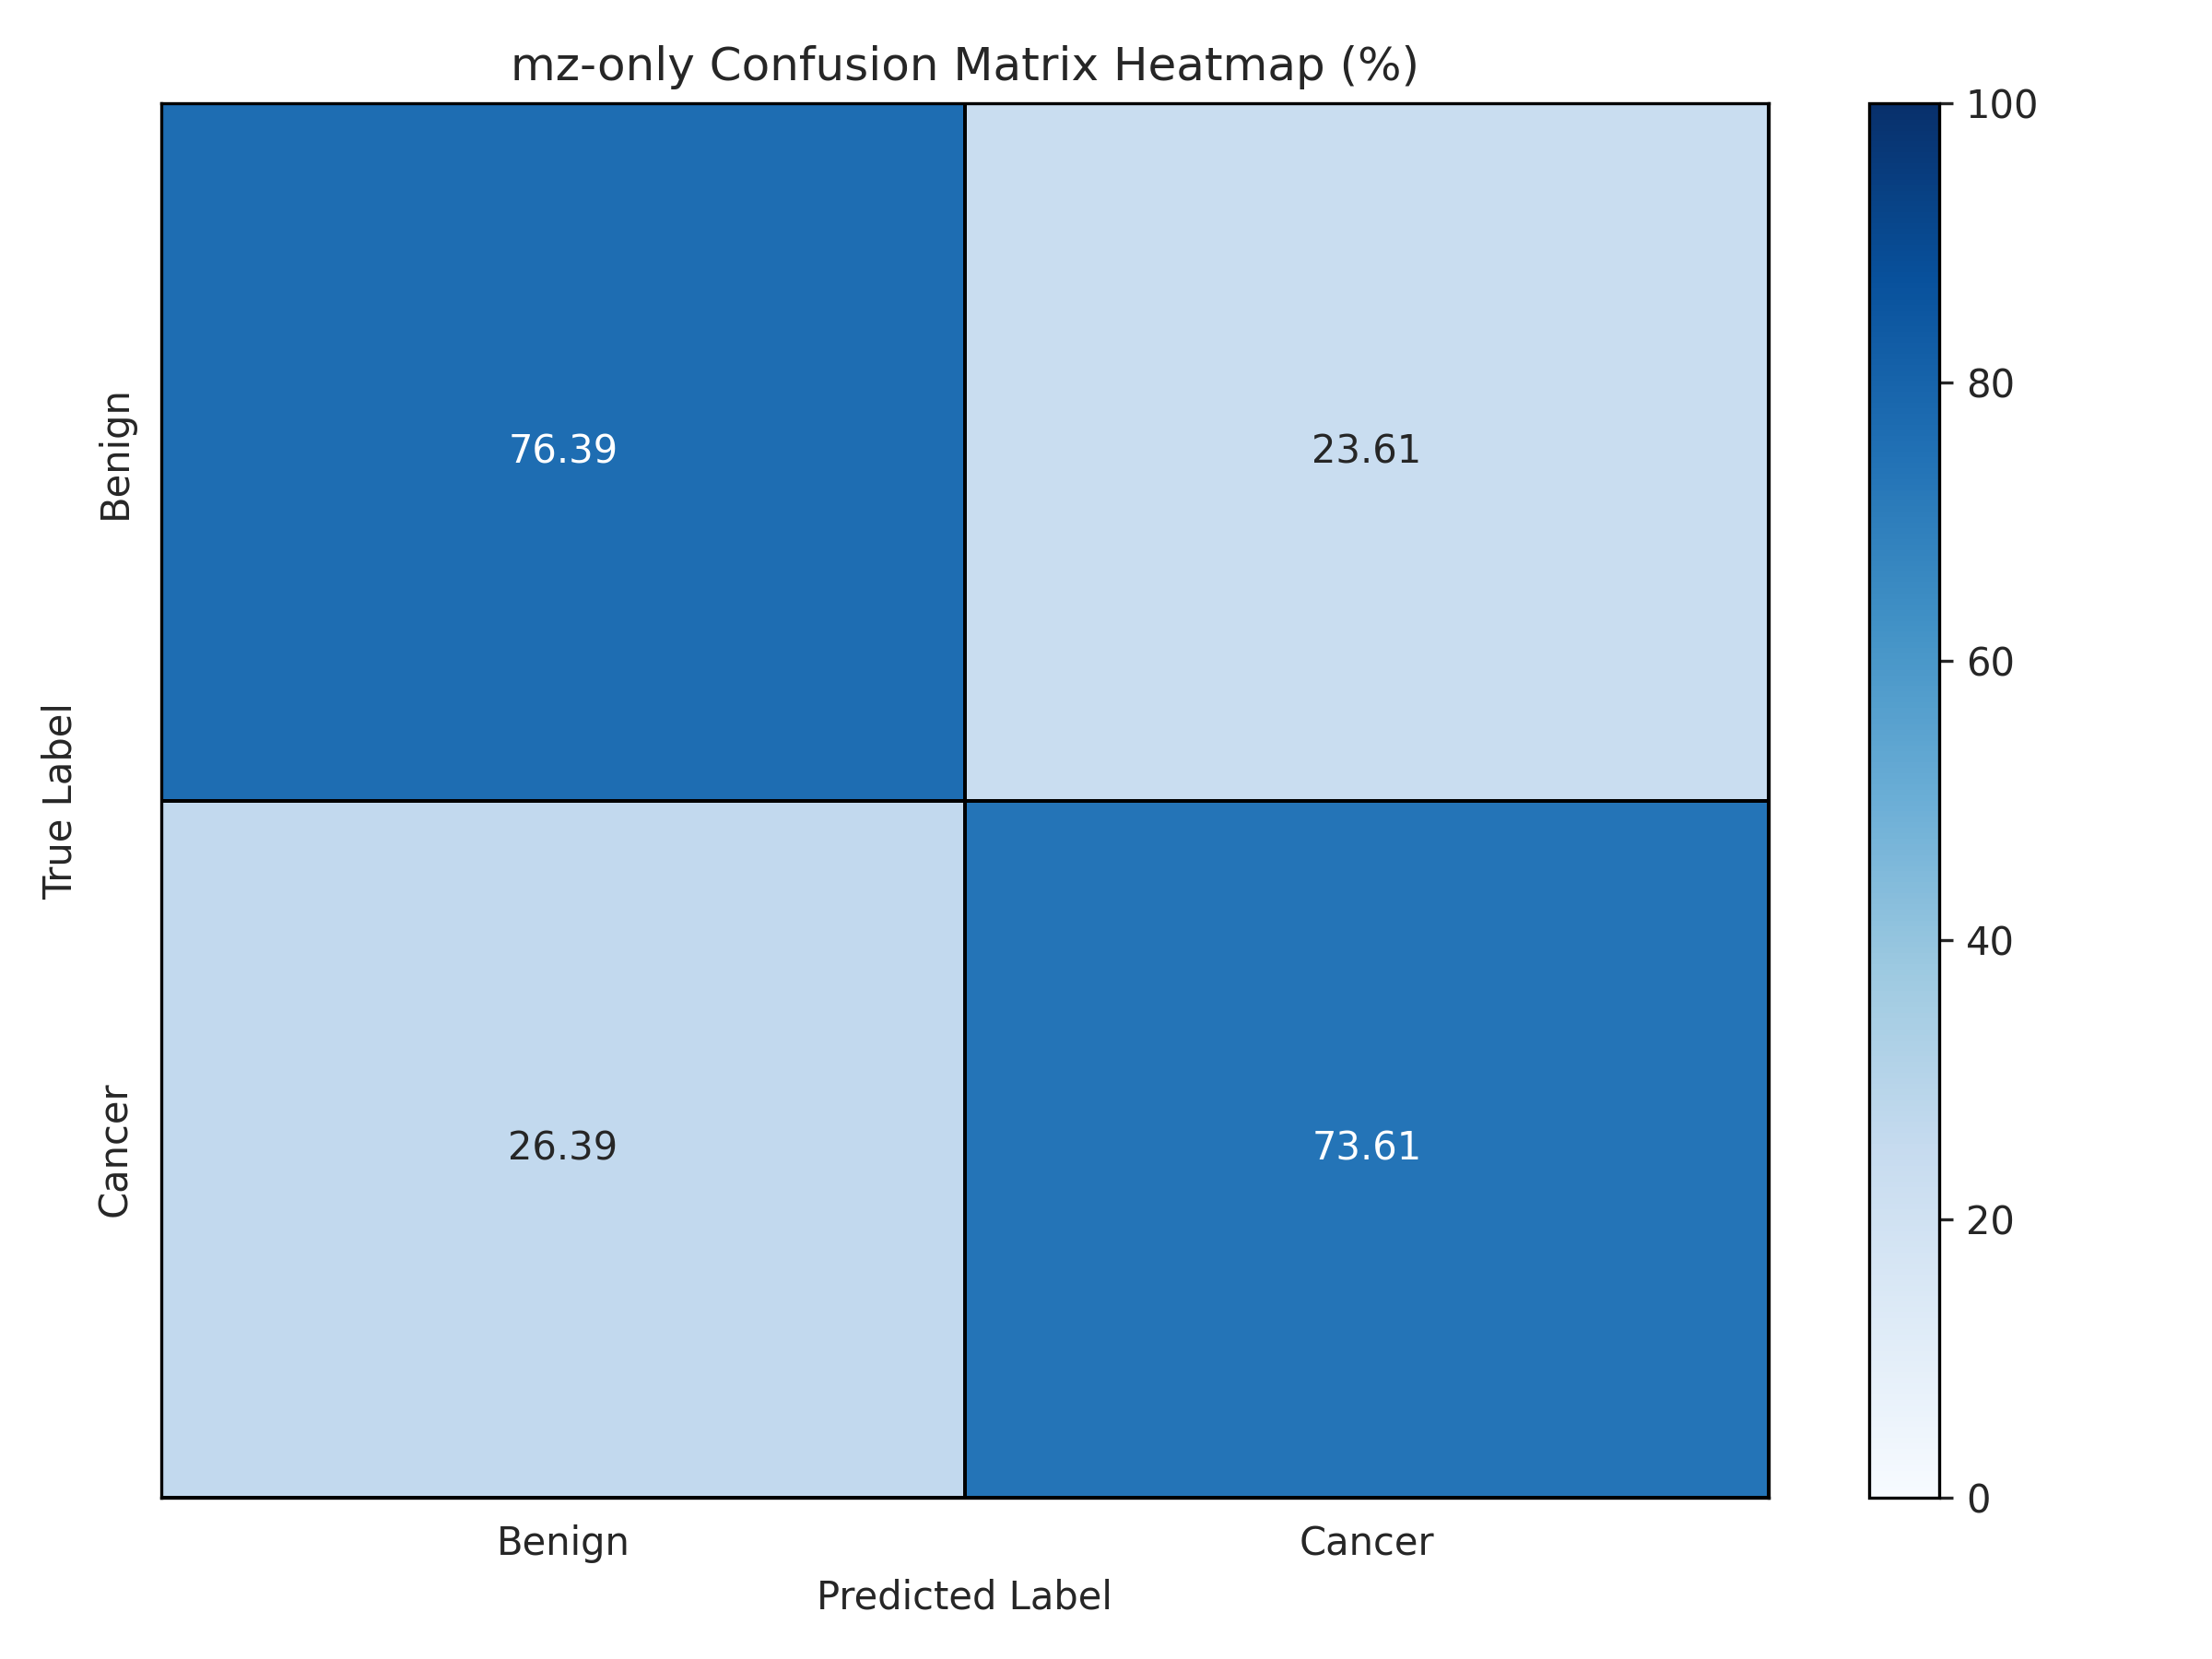 mz-only Confusion Matrix Heatmap (%)
True Label
Benign
Cancer
76.39
23.61
26.39
73.61
Benign
Cancer
Predicted Label
100
80
60
40
20
0